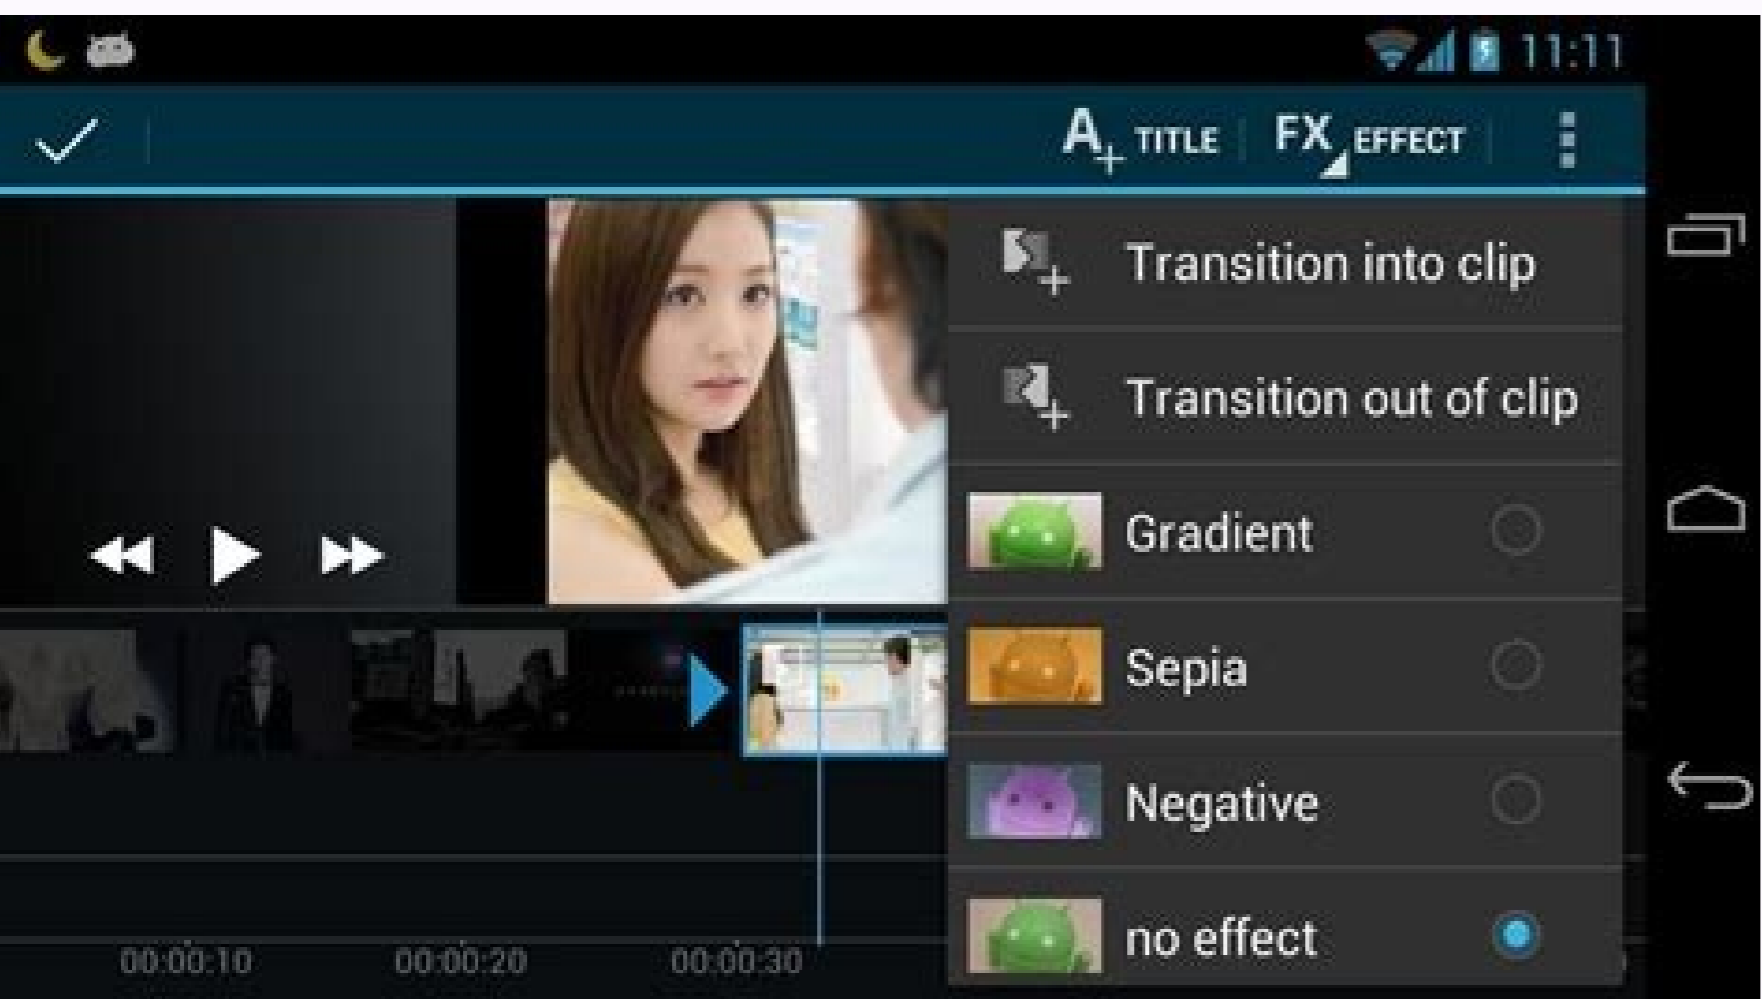 11:11
A+ TITLE
FX EFFECT
Transition into clip
Transition out of clip
Gradient
Sepia
Negative
no effect
00:00:10
00:00:20
00:00:30